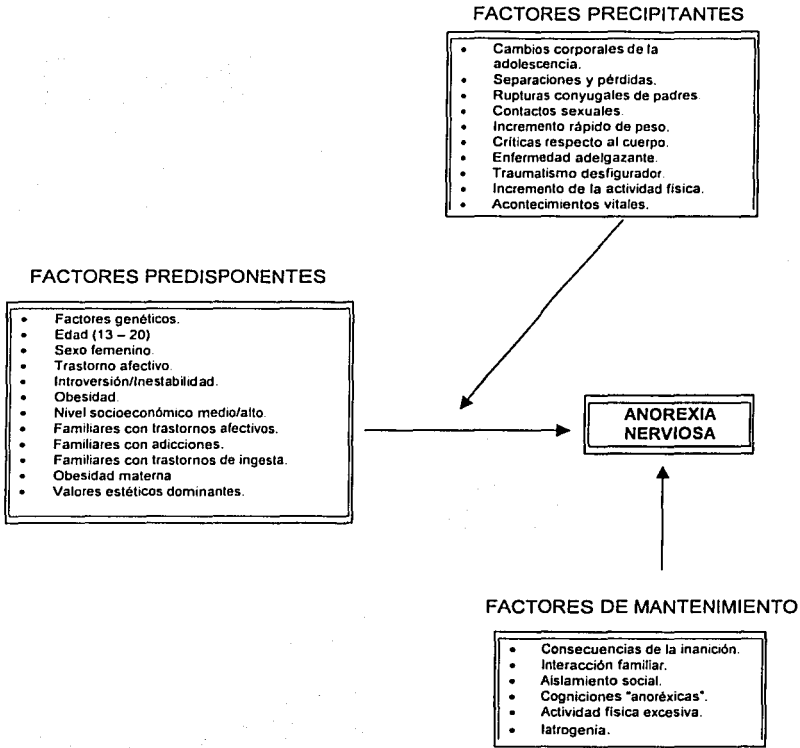 FACTORES PRECIPITANTES
• Cambios corporales de la
adolescencia.
• Separaciones y pérdidas.
• Rupturas conyugales de padres.
• Contactos sexuales.
• Incremento rápido de peso.
• Críticas respecto al cuerpo.
• Enfermedad adelgazante.
• Traumatismo desfigurador.
• Incremento de la actividad física.
• Acontecimientos vitales.
FACTORES PREDISPONENTES
• Factores genéticos.
• Edad (13 – 20)
• Sexo femenino.
• Trastorno afectivo.
• Introversión/Inestabilidad.
• Obesidad.
• Nivel socioeconómico medio/alto.
• Familiares con trastornos afectivos.
• Familiares con adicciones.
• Familiares con trastornos de ingesta.
• Obesidad materna
• Valores estéticos dominantes.
ANOREXIA
NERVIOSA
FACTORES DE MANTENIMIENTO
• Consecuencias de la inanición.
• Interacción familiar.
• Aislamiento social.
• Cogniciones "anoréxicas".
• Actividad física excesiva.
• Iatrogenia.